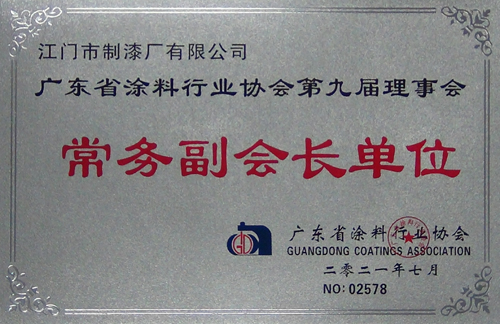 江门市制漆厂有限公司
广东省涂料行业协会第九届理事会
常务副会长单位
广东省涂料行业协会
GUANGDONG COATINGS ASSOCIATION
二零二一年七月
NO: 02578